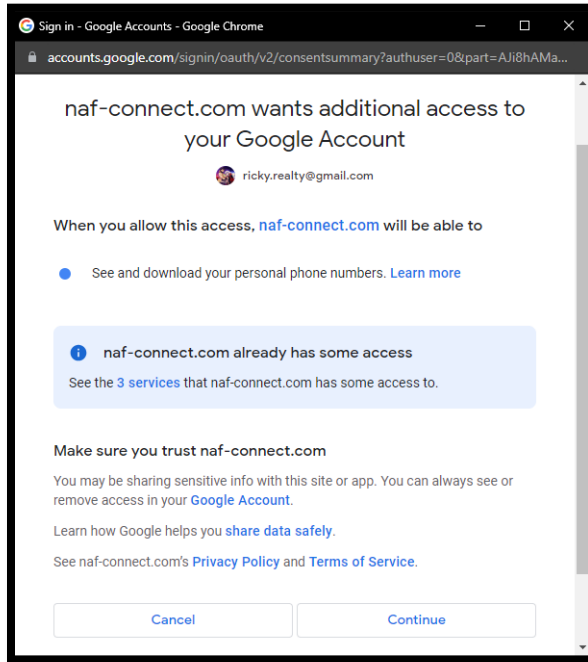 Sign in - Google Accounts - Google Chrome
accounts.google.com/signin/oauth/v2/consentsummary?authuser=0&part=AJi8hAMa...
naf-connect.com wants additional access to
your Google Account
ricky.realty@gmail.com
When you allow this access, naf-connect.com will be able to
See and download your personal phone numbers. Learn more
naf-connect.com already has some access
See the 3 services that naf-connect.com has some access to.
Make sure you trust naf-connect.com
You may be sharing sensitive info with this site or app. You can always see or
remove access in your Google Account.
Learn how Google helps you share data safely.
See naf-connect.com's Privacy Policy and Terms of Service.
Cancel
Continue